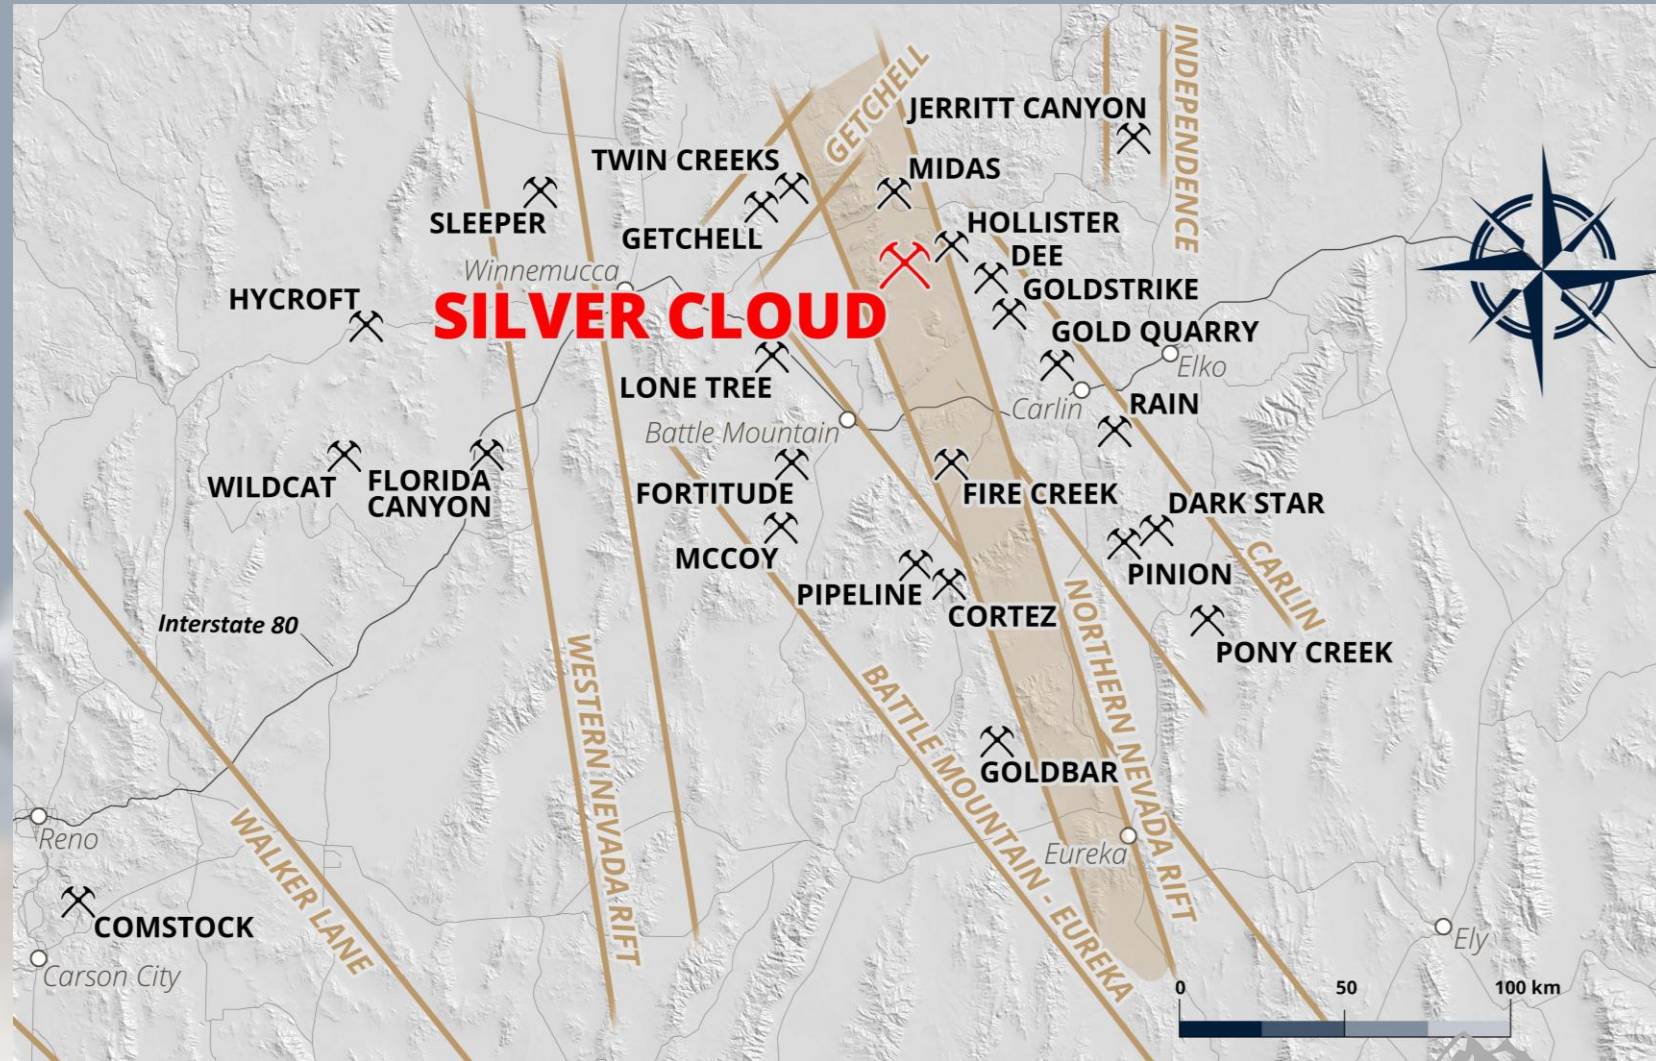 INDEPENDENCE
GETCHELL
JERRITT CANYON
TWIN CREEKS
MIDAS
SLEEPER
GETCHELL
HOLLISTER
DEE
Winnemucca
HYCROFT
SILVER CLOUD
GOLDSTRIKE
GOLD QUARRY
Elko
LONE TREE
Carlin
RAIN
Battle Mountain
WILDCAT
FLORIDA
CANYON
FORTITUDE
FIRE CREEK
DARK STAR
MCCOY
PINION
CARLIN
PIPELINE
CORTEZ
Interstate 80
PONY CREEK
WESTERN NEVADA RIFT
BATTLE MOUNTAIN - EUREKA
NORTHERN NEVADA RIFT
GOLDBAR
Reno
WALKER LANE
Eureka
COMSTOCK
Ely
Carson City
0 50 100 km